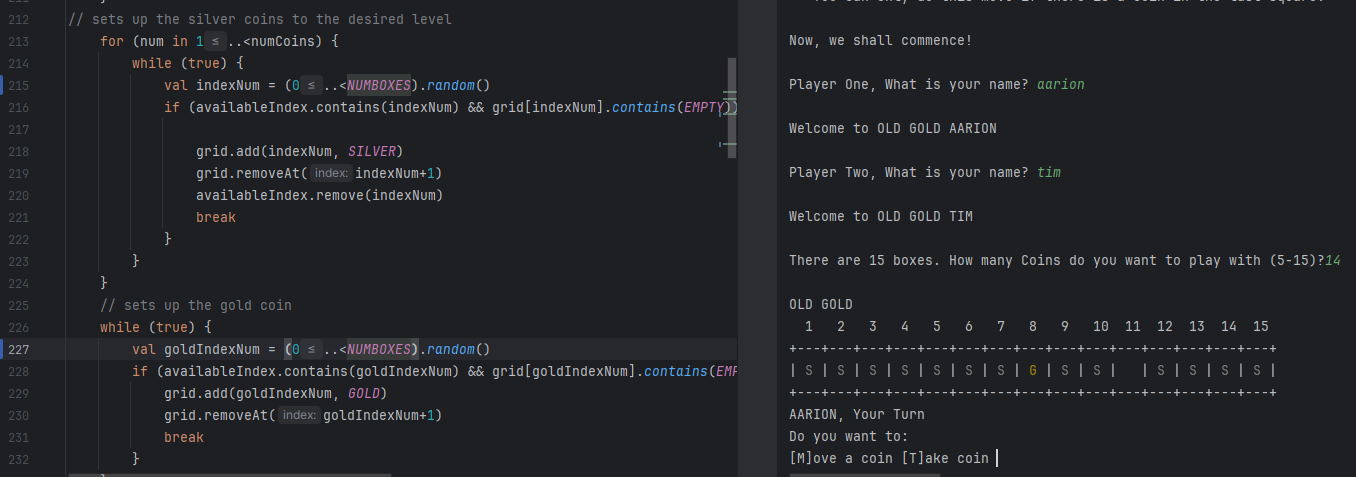 212 // sets up the silver coins to the desired level
213 for (num in 1 ≤ ..<numCoins) {
214 while (true) {
215 val indexNum = (0 ≤ ..<NUMBOXES).random()
216 if (availableIndex.contains(indexNum) && grid[indexNum].contains(EMPTY))
217
218 grid.add(indexNum, SILVER)
219 grid.removeAt( index: indexNum+1)
220 availableIndex.remove(indexNum)
221 break
222 }
223 }
224 }
225 // sets up the gold coin
226 while (true) {
227 val goldIndexNum = (0 ≤ ..<NUMBOXES).random()
228 if (availableIndex.contains(goldIndexNum) && grid[goldIndexNum].contains(EMP
229 grid.add(goldIndexNum, GOLD)
230 grid.removeAt( index: goldIndexNum+1)
231 break
232 }
Now, we shall commence!
Player One, What is your name? aarion
Welcome to OLD GOLD AARION
Player Two, What is your name? tim
Welcome to OLD GOLD TIM
There are 15 boxes. How many Coins do you want to play with (5-15)?14
OLD GOLD
1 2 3 4 5 6 7 8 9 10 11 12 13 14 15
+---+---+---+---+---+---+---+---+---+---+---+---+---+---+---+
| S | S | S | S | S | S | S | G | S | S |   | S | S | S | S |
+---+---+---+---+---+---+---+---+---+---+---+---+---+---+---+
AARION, Your Turn
Do you want to:
[M]ove a coin [T]ake coin